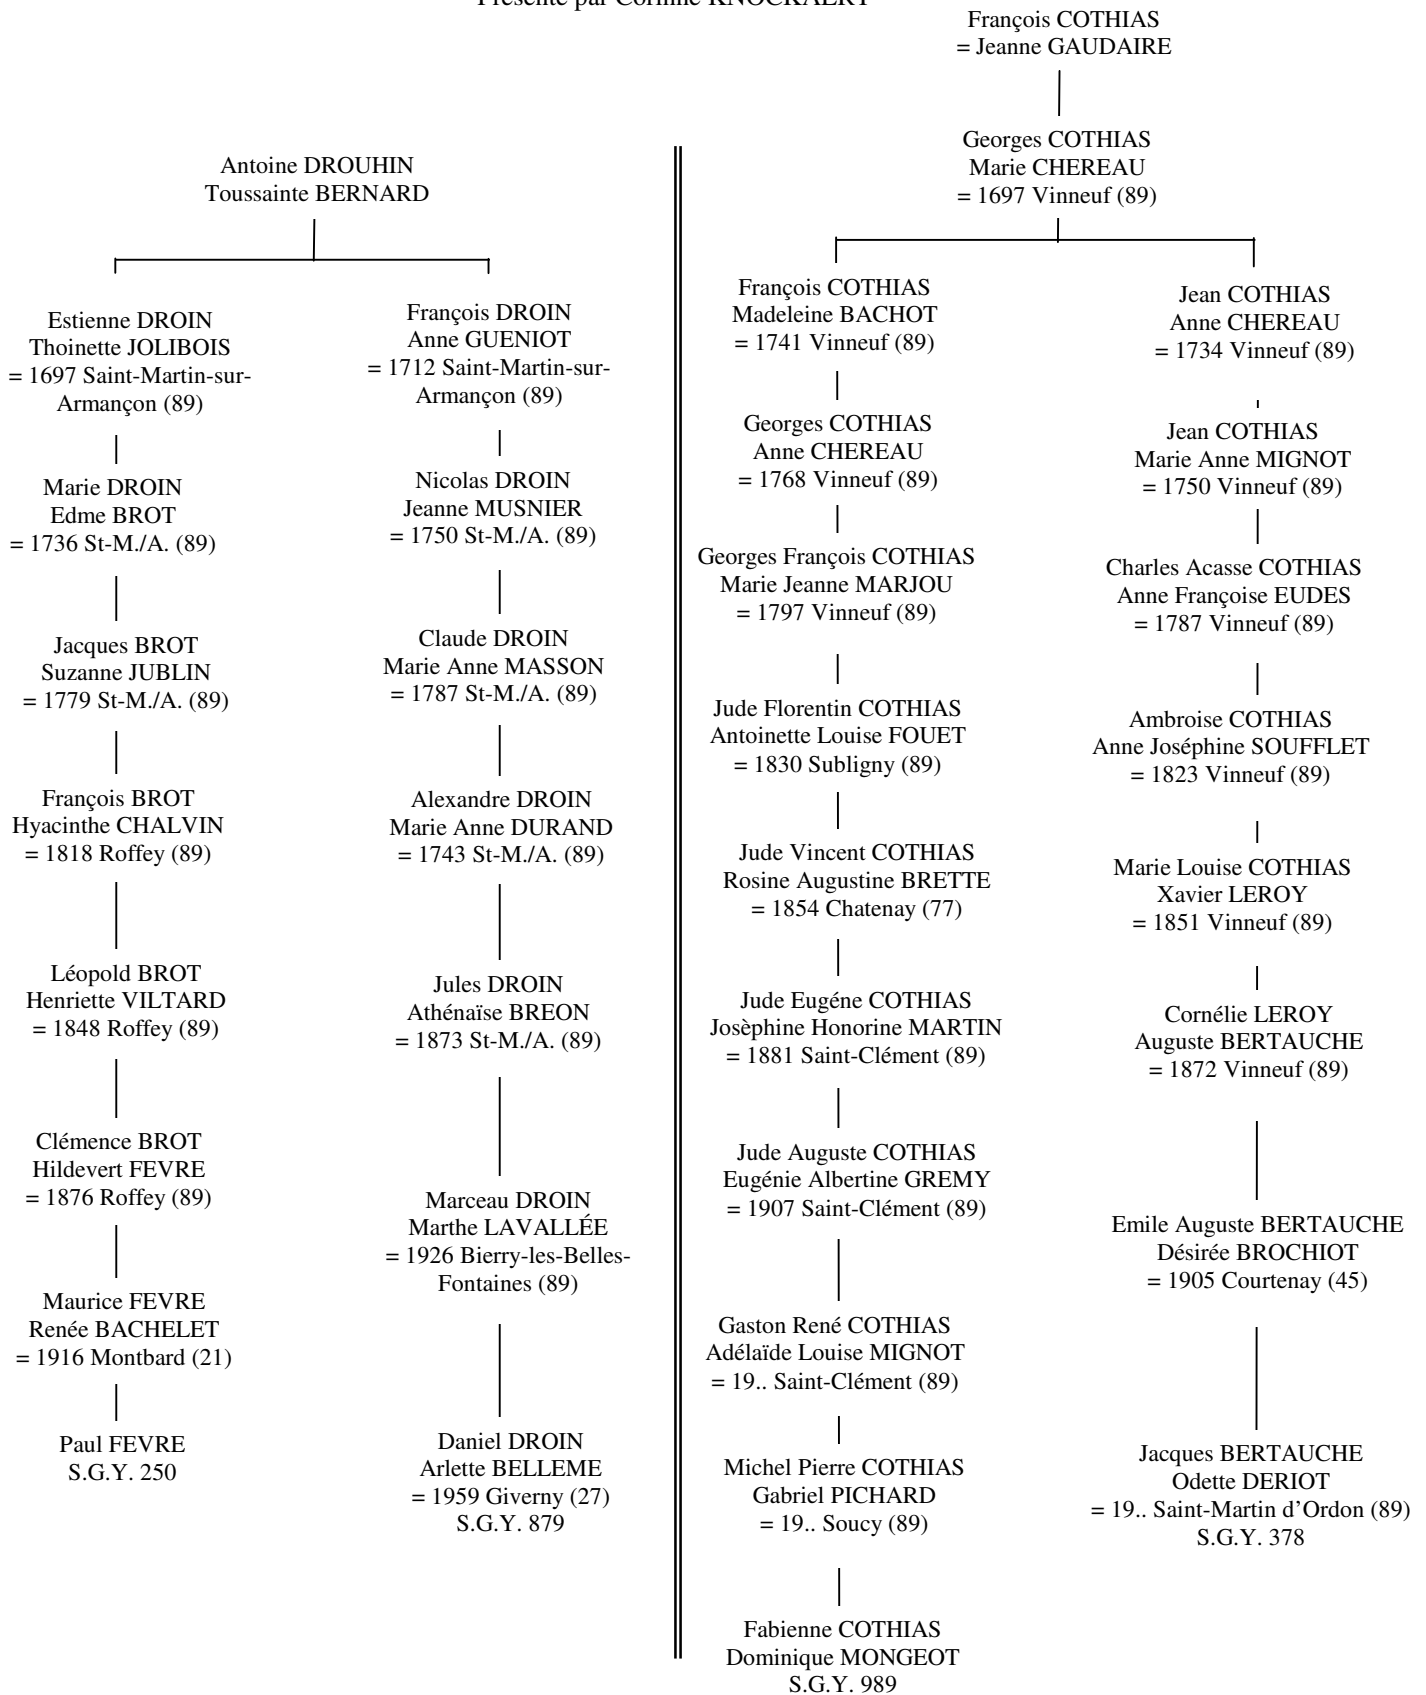 François COTHIAS
= Jeanne GAUDAIRE
Georges COTHIAS
Marie CHEREAU
= 1697 Vinneuf (89)
Antoine DROUHIN
Toussainte BERNARD
Estienne DROIN
Thoinette JOLIBOIS
= 1697 Saint-Martin-sur-
Armançon (89)
Marie DROIN
Edme BROT
= 1736 St-M./A. (89)
Jacques BROT
Suzanne JUBLIN
= 1779 St-M./A. (89)
François BROT
Hyacinthe CHALVIN
= 1818 Roffey (89)
Léopold BROT
Henriette VILTARD
= 1848 Roffey (89)
Clémence BROT
Hildevert FEVRE
= 1876 Roffey (89)
Maurice FEVRE
Renée BACHELET
= 1916 Montbard (21)
Paul FEVRE
S.G.Y. 250
François DROIN
Anne GUENIOT
= 1712 Saint-Martin-sur-
Armançon (89)
Nicolas DROIN
Jeanne MUSNIER
= 1750 St-M./A. (89)
Claude DROIN
Marie Anne MASSON
= 1787 St-M./A. (89)
Alexandre DROIN
Marie Anne DURAND
= 1743 St-M./A. (89)
Jules DROIN
Athénaïse BREON
= 1873 St-M./A. (89)
Marceau DROIN
Marthe LAVALLÉE
= 1926 Bierry-les-Belles-
Fontaines (89)
Daniel DROIN
Arlette BELLEME
= 1959 Giverny (27)
S.G.Y. 879
François COTHIAS
Madeleine BACHOT
= 1741 Vinneuf (89)
Georges COTHIAS
Anne CHEREAU
= 1768 Vinneuf (89)
Georges François COTHIAS
Marie Jeanne MARJOU
= 1797 Vinneuf (89)
Jude Florentin COTHIAS
Antoinette Louise FOUET
= 1830 Subligny (89)
Jude Vincent COTHIAS
Rosine Augustine BRETTE
= 1854 Chatenay (77)
Jude Eugéne COTHIAS
Josèphine Honorine MARTIN
= 1881 Saint-Clément (89)
Jude Auguste COTHIAS
Eugénie Albertine GREMY
= 1907 Saint-Clément (89)
Gaston René COTHIAS
Adélaïde Louise MIGNOT
= 19.. Saint-Clément (89)
Michel Pierre COTHIAS
Gabriel PICHARD
= 19.. Soucy (89)
Fabienne COTHIAS
Dominique MONGEOT
S.G.Y. 989
Jean COTHIAS
Anne CHEREAU
= 1734 Vinneuf (89)
Jean COTHIAS
Marie Anne MIGNOT
= 1750 Vinneuf (89)
Charles Acasse COTHIAS
Anne Françoise EUDES
= 1787 Vinneuf (89)
Ambroise COTHIAS
Anne Joséphine SOUFFLET
= 1823 Vinneuf (89)
Marie Louise COTHIAS
Xavier LEROY
= 1851 Vinneuf (89)
Cornélie LEROY
Auguste BERTAUCHE
= 1872 Vinneuf (89)
Emile Auguste BERTAUCHE
Désirée BROCHIOT
= 1905 Courtenay (45)
Jacques BERTAUCHE
Odette DERIOT
= 19.. Saint-Martin d'Ordon (89)
S.G.Y. 378